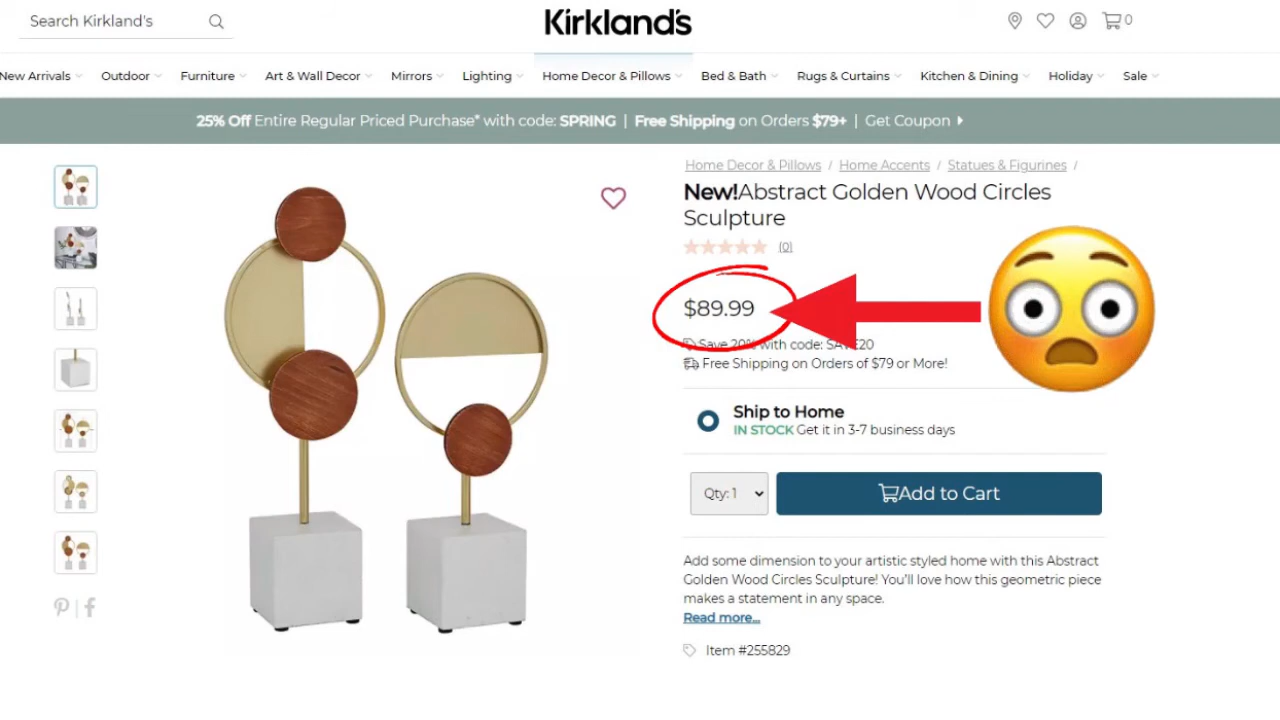 Search Kirkland's
Kirkland's
0
New Arrivals Outdoor Furniture Art & Wall Decor Mirrors Lighting Home Decor & Pillows Bed & Bath Rugs & Curtains Kitchen & Dining Holiday Sale
25% Off Entire Regular Priced Purchase* with code: SPRING | Free Shipping on Orders $79+ | Get Coupon
Home Decor & Pillows / Home Accents / Statues & Figurines /
New!Abstract Golden Wood Circles
Sculpture
(0)
$89.99
Save 20% with code: SAVE20
Free Shipping on Orders of $79 or More!
Ship to Home
IN STOCK Get it in 3-7 business days
Qty: 1
Add to Cart
Add some dimension to your artistic styled home with this Abstract
Golden Wood Circles Sculpture! You'll love how this geometric piece
makes a statement in any space.
Read more...
Item #255829